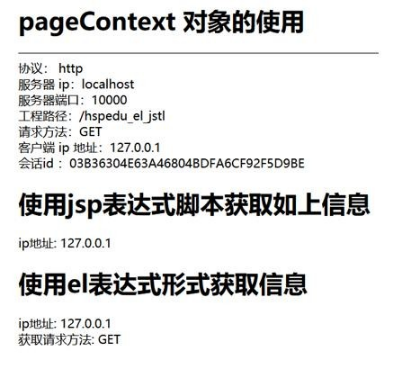 pageContext 对象的使用
协议： http
服务器 ip：localhost
服务器端口：10000
工程路径：/hspedu_el_jstl
请求方法：GET
客户端 ip 地址：127.0.0.1
会话id ：03B36304E63A46804BDFA6CF92F5D9BE
使用jsp表达式脚本获取如上信息
ip地址: 127.0.0.1
使用el表达式形式获取信息
ip地址: 127.0.0.1
获取请求方法: GET